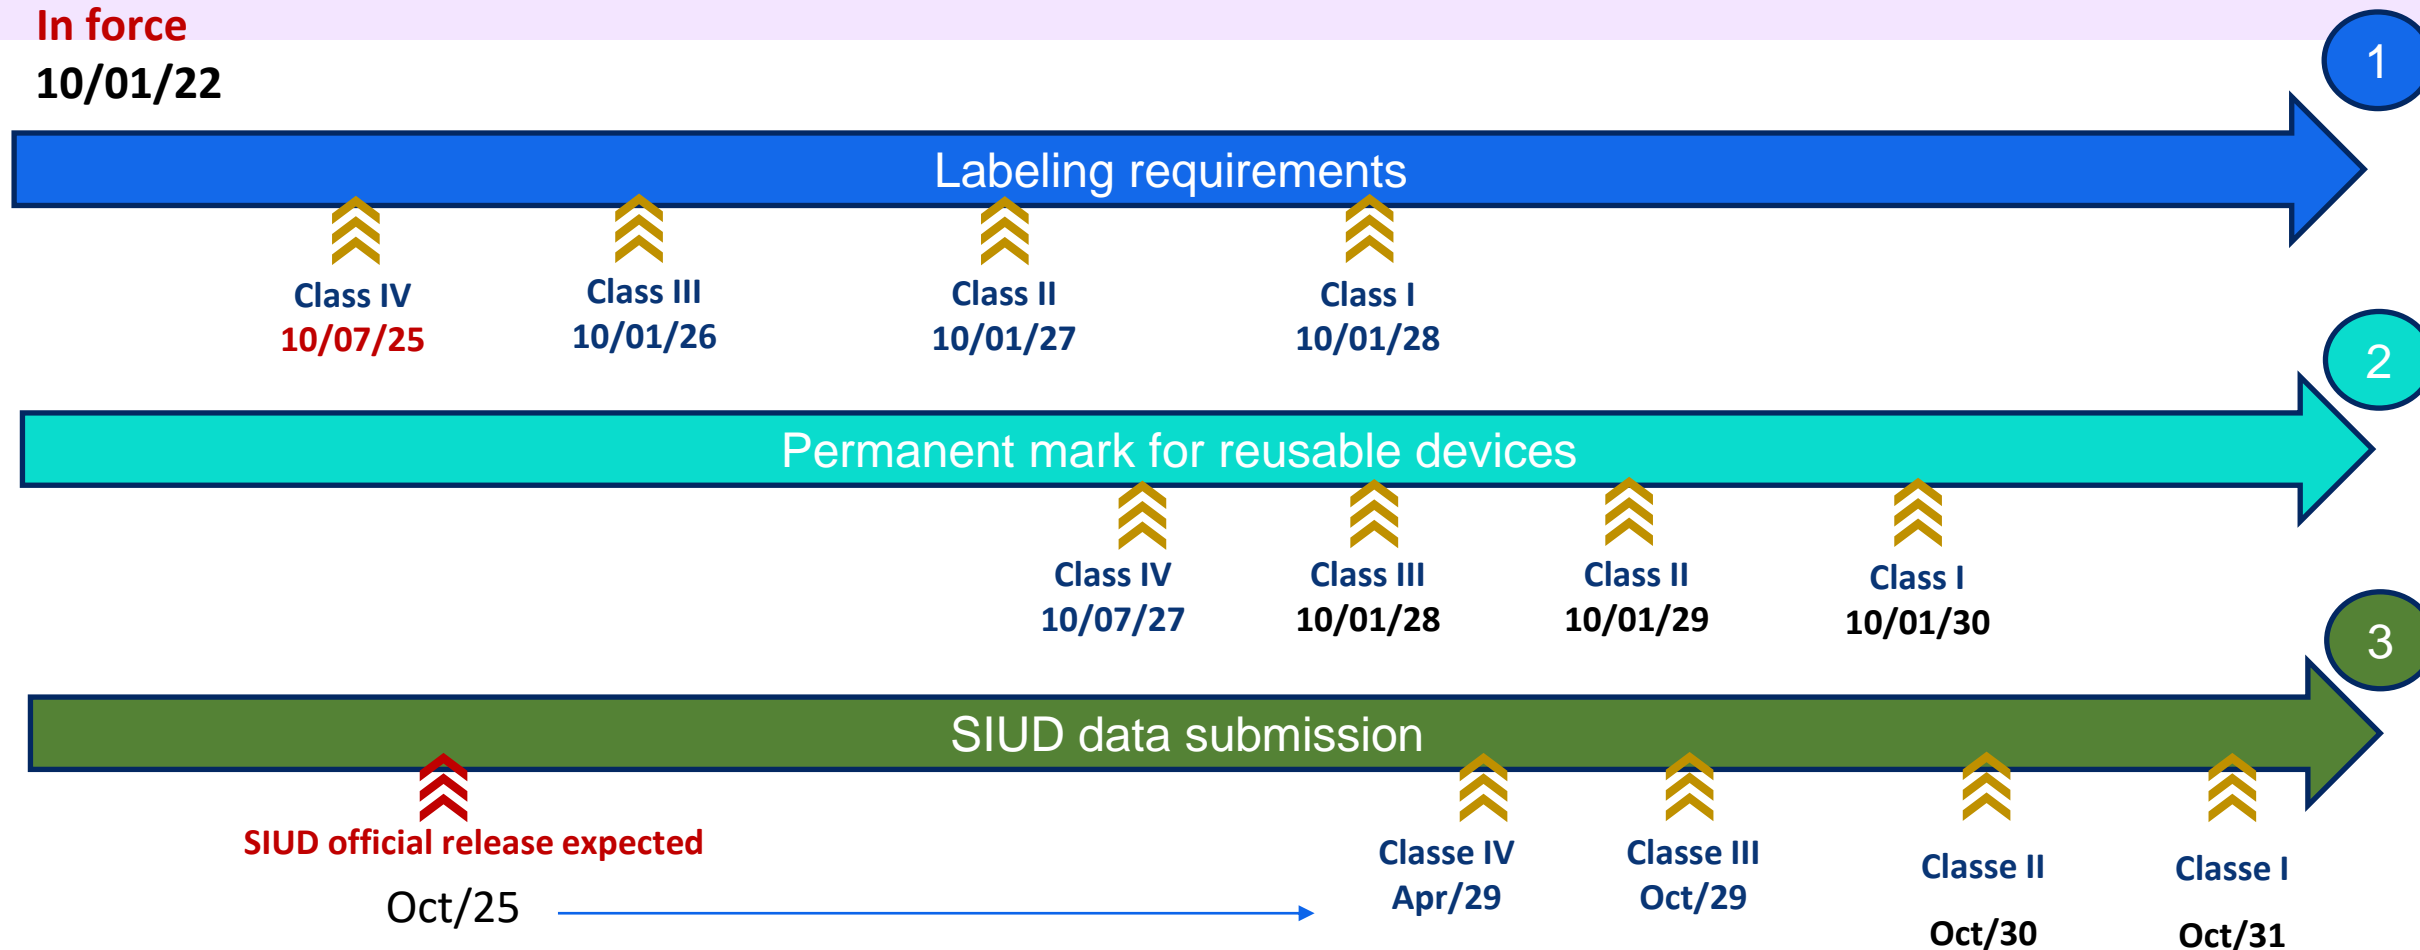 In force
10/01/22
1
Labeling requirements
Class IV
10/07/25
Class III
10/01/26
Class II
10/01/27
Class I
10/01/28
2
Permanent mark for reusable devices
Class IV
10/07/27
Class III
10/01/28
Class II
10/01/29
Class I
10/01/30
3
SIUD data submission
SIUD official release expected
Oct/25
Classe IV
Apr/29
Classe III
Oct/29
Classe II
Oct/30
Classe I
Oct/31